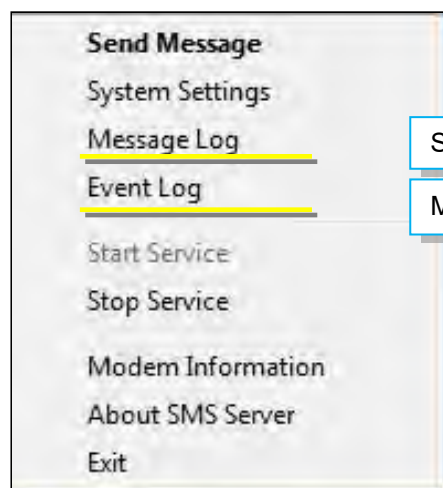 Send Message
System Settings
Message Log
S
Event Log
M
Start Service
Stop Service
Modem Information
About SMS Server
Exit